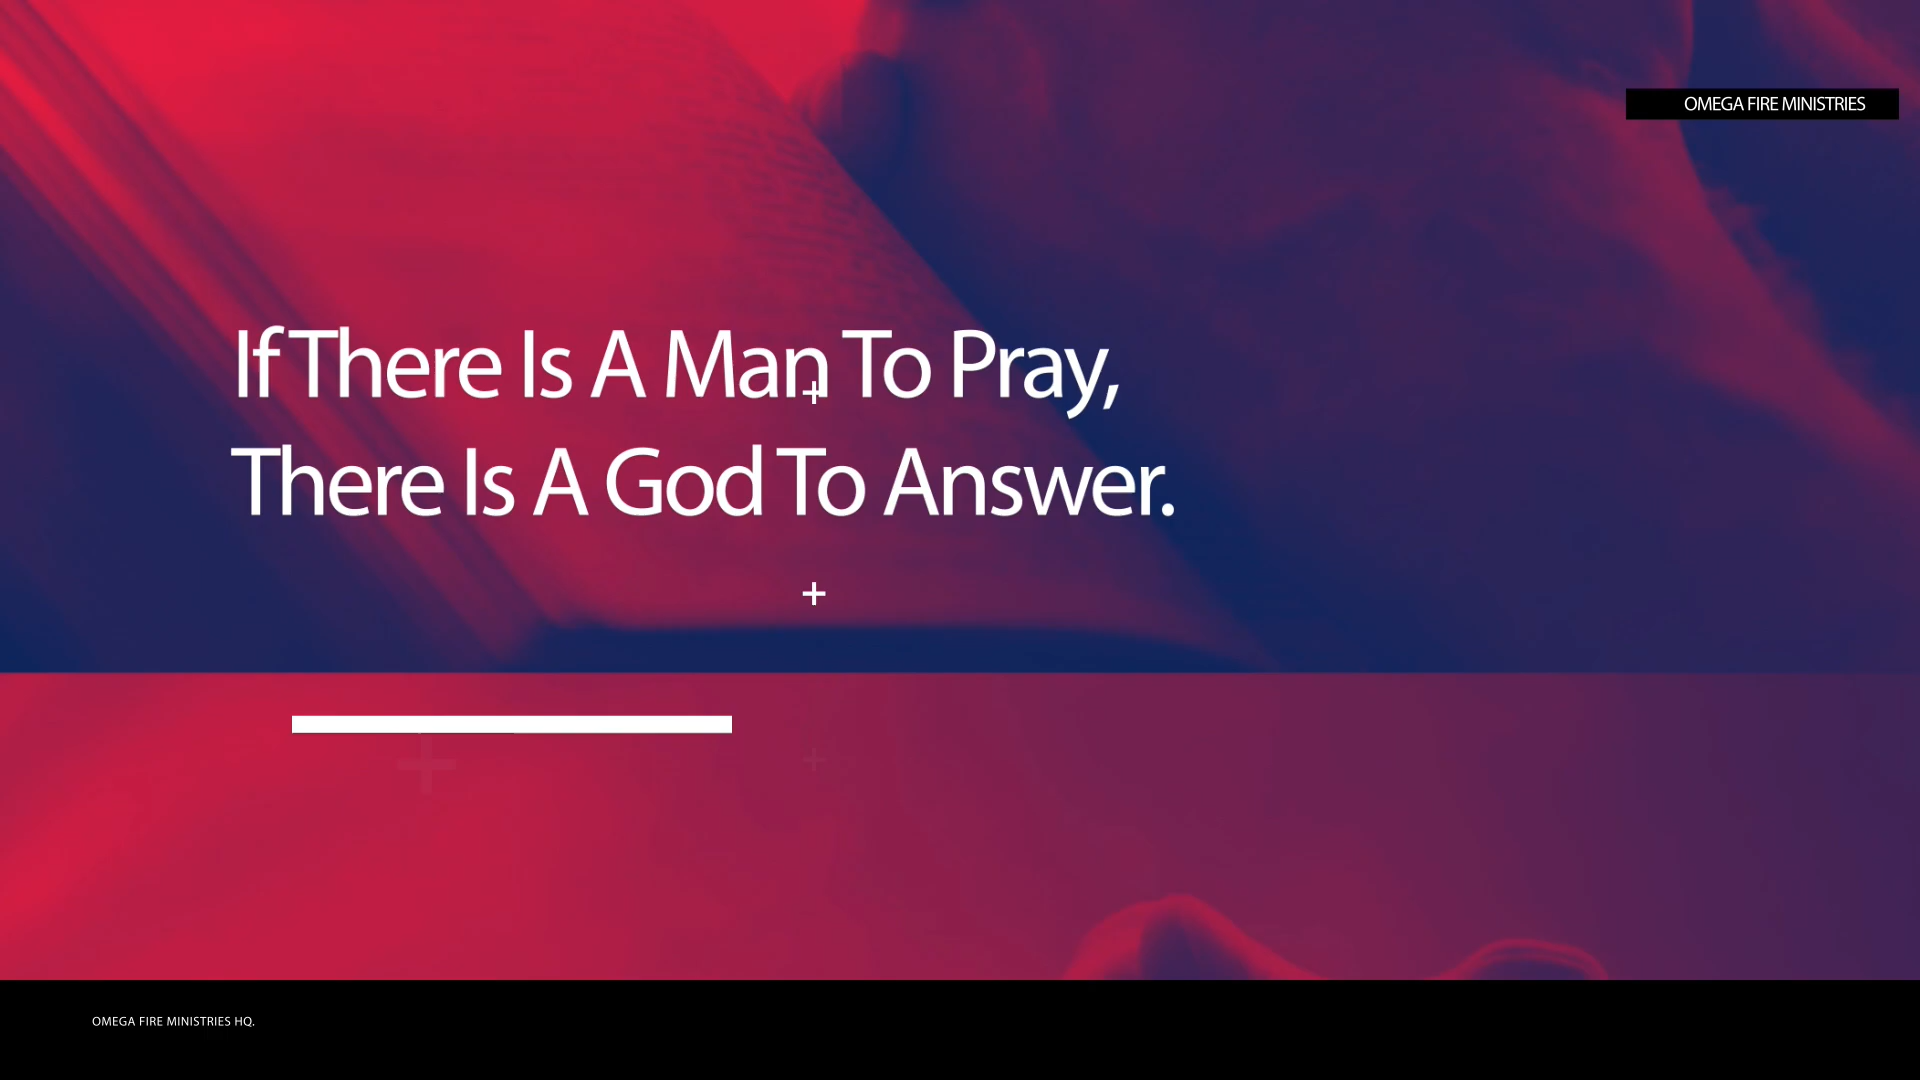 OMEGA FIRE MINISTRIES
If There Is A Man To Pray,
There Is A God To Answer.
OMEGA FIRE MINISTRIES HQ.